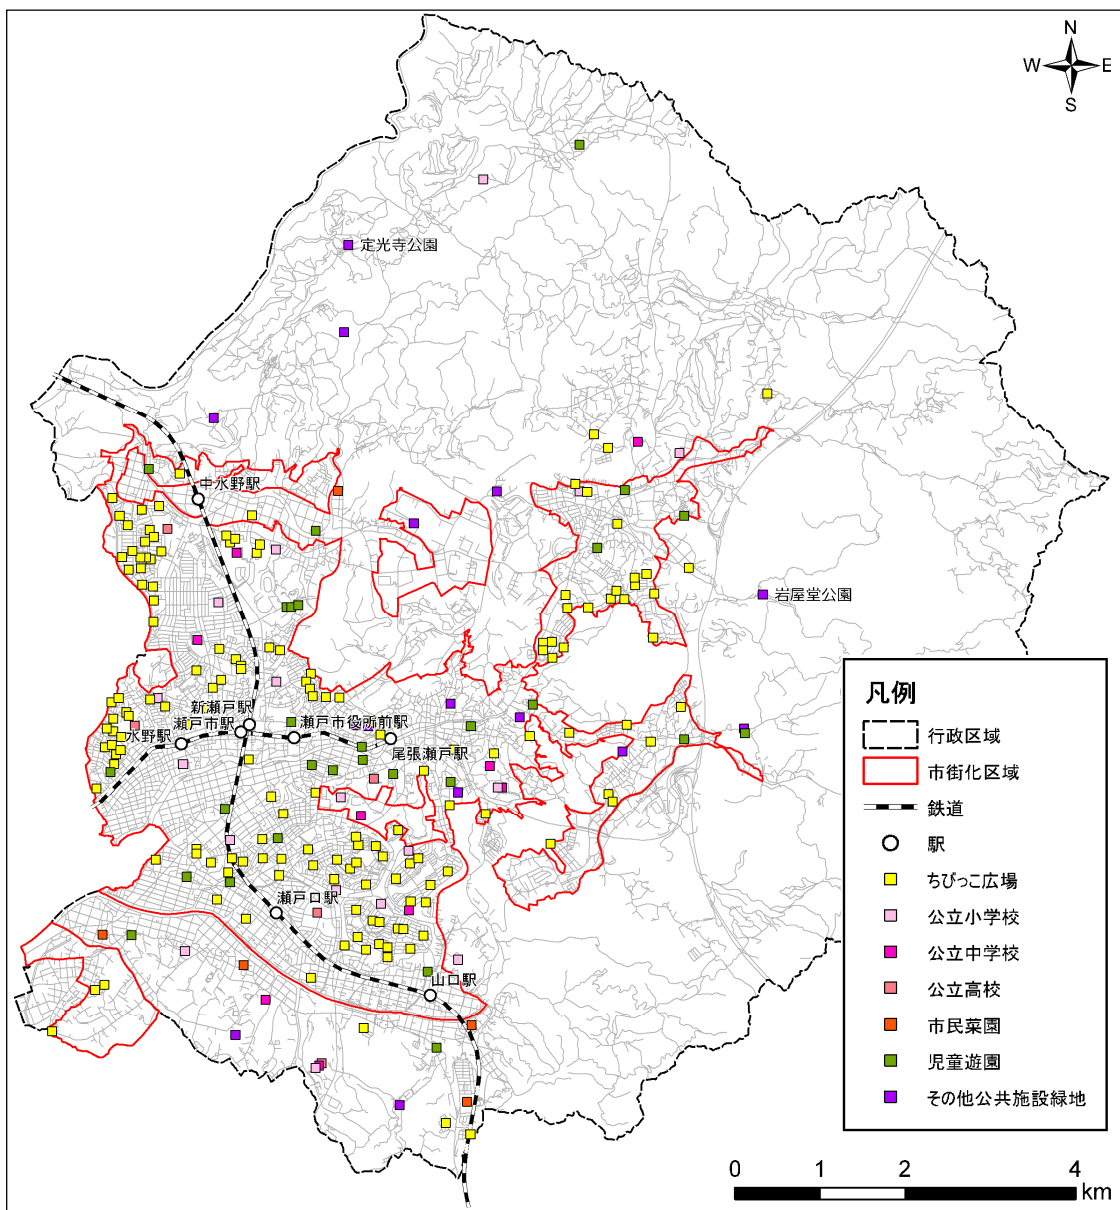 N
W E
S
定光寺公園
中水野駅
岩屋堂公園
新瀬戸駅
瀬戸市駅
瀬戸市役所前駅
水野駅
尾張瀬戸駅
瀬戸口駅
山口駅
凡例
行政区域
市街化区域
鉄道
駅
ちびっこ広場
公立小学校
公立中学校
公立高校
市民菜園
児童遊園
その他公共施設緑地
0 1 2 4
km